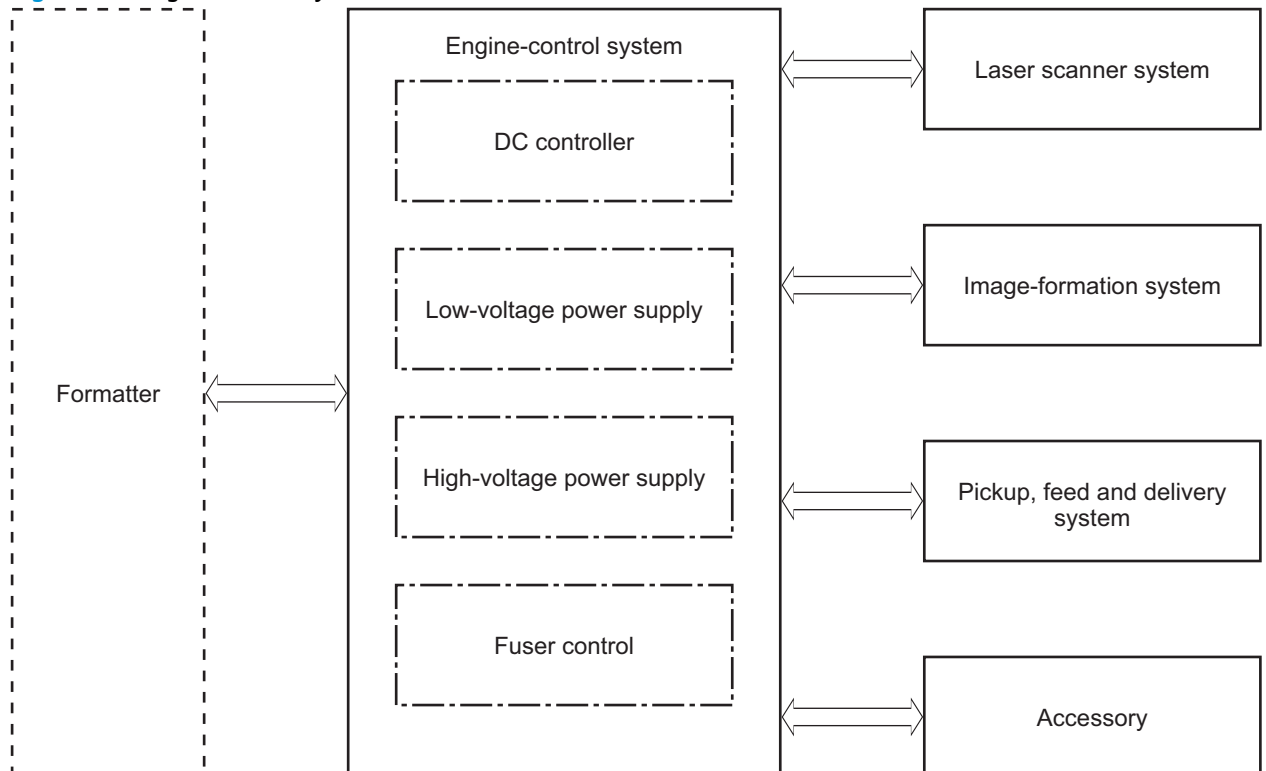 Engine-control system
DC controller
Low-voltage power supply
High-voltage power supply
Fuser control
Formatter
Laser scanner system
Image-formation system
Pickup, feed and delivery
system
Accessory